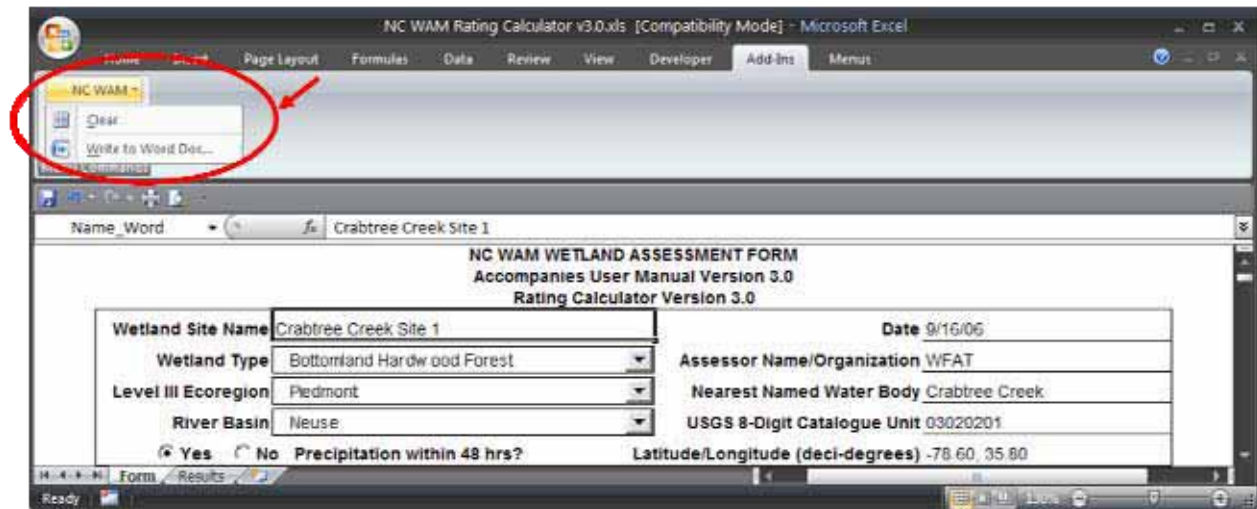 NC WAM Rating Calculator v3.0.xls [Compatibility Mode] - Microsoft Excel
Home Insert Page Layout Formulas Data Review View Developer Add-Ins Menus
NC WAM
Clear
Write to Word Doc...
Name_Word fx Crabtree Creek Site 1
NC WAM WETLAND ASSESSMENT FORM
Accompanies User Manual Version 3.0
Rating Calculator Version 3.0
Wetland Site Name Crabtree Creek Site 1 Date 9/16/06
Wetland Type Bottomland Hardwood Forest Assessor Name/Organization WFAT
Level III Ecoregion Piedmont Nearest Named Water Body Crabtree Creek
River Basin Neuse USGS 8-Digit Catalogue Unit 03020201
Yes No Precipitation within 48 hrs? Latitude/Longitude (deci-degrees) -78.60, 35.80
Form Results
Ready